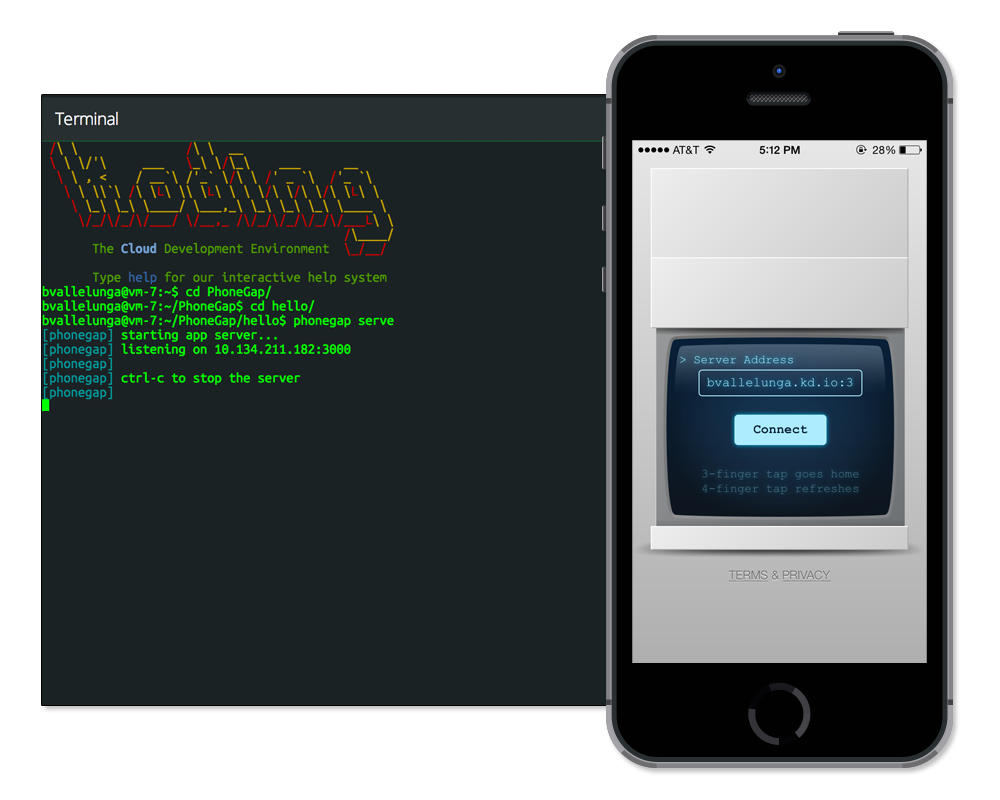 Terminal
koding
The Cloud Development Environment
Type help for our interactive help system
bvallelunga@vm-7:~$ cd PhoneGap/
bvallelunga@vm-7:~/PhoneGap$ cd hello/
bvallelunga@vm-7:~/PhoneGap/hello$ phonegap serve
[phonegap] starting app server...
[phonegap] listening on 10.134.211.182:3000
[phonegap]
[phonegap] ctrl-c to stop the server
[phonegap]
AT&T 5:12 PM 28%
> Server Address
bvallelunga.kd.io:3
Connect
3-finger tap goes home
4-finger tap refreshes
TERMS & PRIVACY